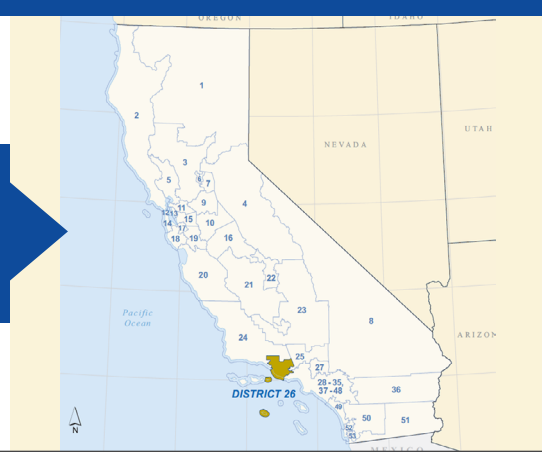 OREGON
IDAHO
1
2
UTAH
NEVADA
3
5
6
7
4
9
11
12
13
15
10
14
17
18
19
16
20
21
22
23
8
Pacific
Ocean
24
ARIZON
25
27
28 - 35,
37 - 48
36
DISTRICT 26
49
50
51
52
53
N
MEXICO